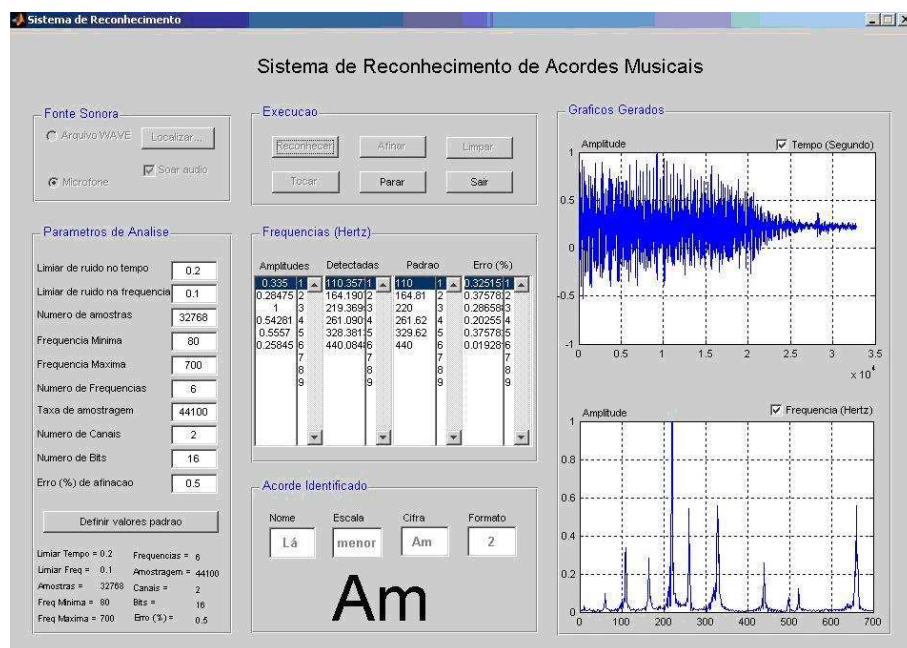 Sistema de Reconhecimento
Sistema de Reconhecimento de Acordes Musicais
Fonte Sonora
Arquivo WAVE
Localizar...
Soar audio
Microfone
Execucao
Reconhecer
Afinar
Limpar
Tocar
Parar
Sair
Parametros de Analise
Limiar de ruido no tempo 0.2
Limiar de ruido na frequencia 0.1
Numero de amostras 32768
Frequencia Minima 80
Frequencia Maxima 700
Numero de Frequencias 6
Taxa de amostragem 44100
Numero de Canais 2
Numero de Bits 16
Erro (%) de afinacao 0.5
Definir valores padrao
Limiar Tempo = 0.2 Frequencias = 6
Limiar Freq = 0.1 Amostragem = 44100
Amostras = 32768 Canais = 2
Freq Minima = 80 Bits = 16
Freq Maxima = 700 Erro (%) = 0.5
Frequencias (Hertz)
Amplitudes Detectadas Padrao Erro (%)
0.335 1 110.357 1 110 1 0.32515 1
0.28475 2 164.190 2 164.81 2 0.37578 2
1 3 219.369 3 220 3 0.28658 3
0.54281 4 261.090 4 261.62 4 0.20255 4
0.5557 5 328.381 5 329.62 5 0.37578 5
0.25845 6 440.084 6 440 6 0.01928 6
7 7 7 7
8 8 8 8
9 9 9 9
Acorde Identificado
Nome Escala Cifra Formato
Lá menor Am 2
Am
Graficos Gerados
Amplitude
Tempo (Segundo)
1
0.5
0
-0.5
-1
0 0.5 1 1.5 2 2.5 3 3.5
x 10^4
Amplitude
Frequencia (Hertz)
1
0.8
0.6
0.4
0.2
0
0 100 200 300 400 500 600 700